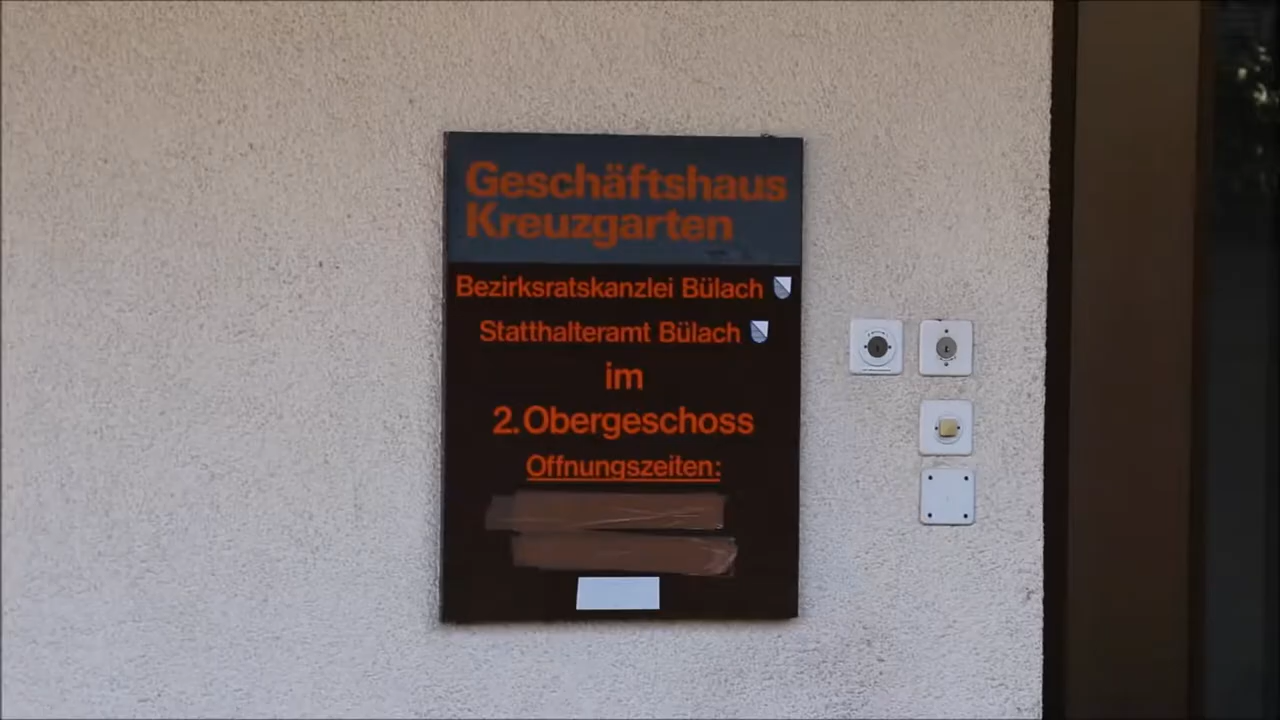 Geschäftshaus
Kreuzgarten
Bezirksratskanzlei Bülach
Statthalteramt Bülach
im
2. Obergeschoss
Öffnungszeiten: